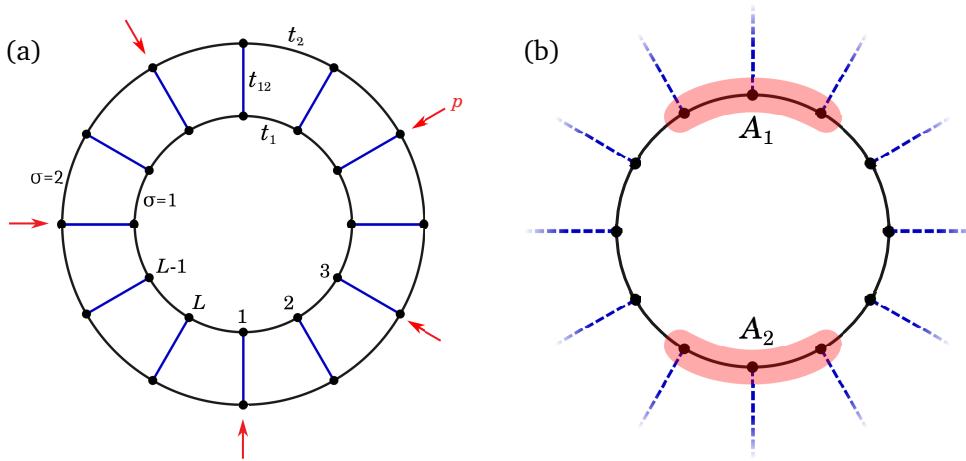 (a)
t₂
t₁₂
p
t₁
σ=2
σ=1
L-1
L
1
2
3
(b)
A₁
A₂